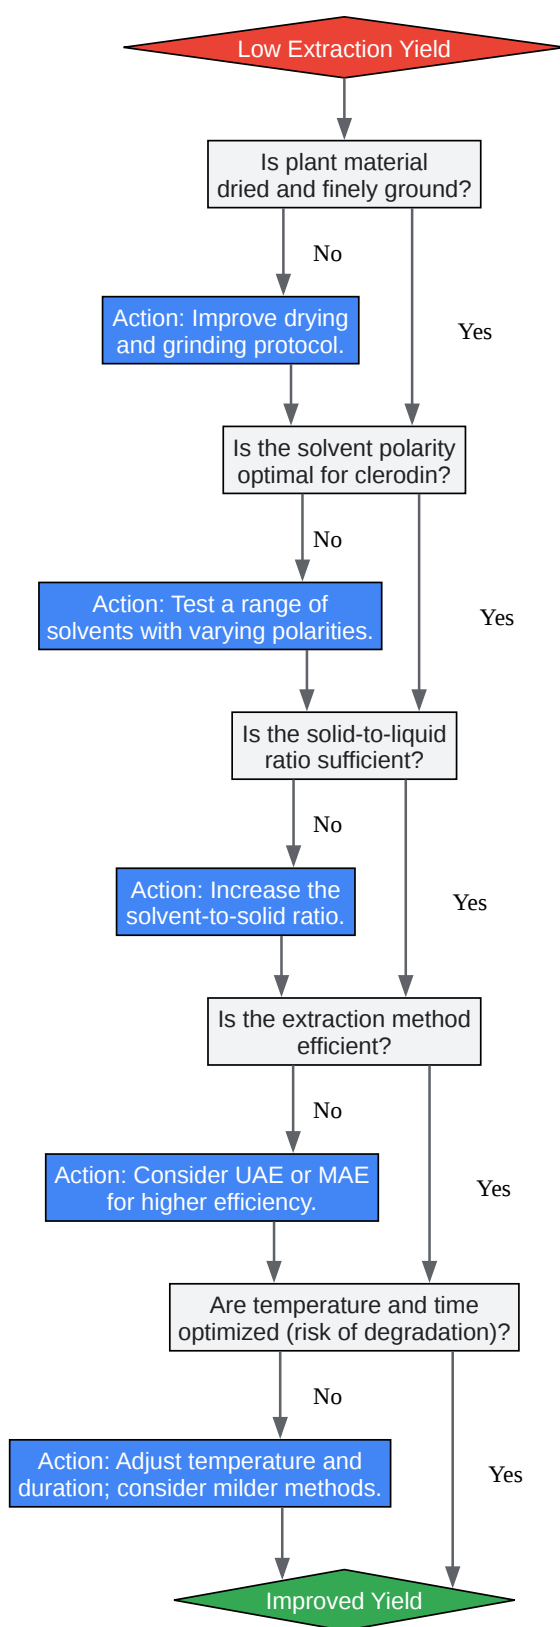 Low Extraction Yield
Is plant material
dried and finely ground?
No
Action: Improve drying
and grinding protocol.
Yes
Is the solvent polarity
optimal for clerodin?
No
Action: Test a range of
solvents with varying polarities.
Yes
Is the solid-to-liquid
ratio sufficient?
No
Action: Increase the
solvent-to-solid ratio.
Yes
Is the extraction method
efficient?
No
Action: Consider UAE or MAE
for higher efficiency.
Yes
Are temperature and time
optimized (risk of degradation)?
No
Action: Adjust temperature and
duration; consider milder methods.
Yes
Improved Yield